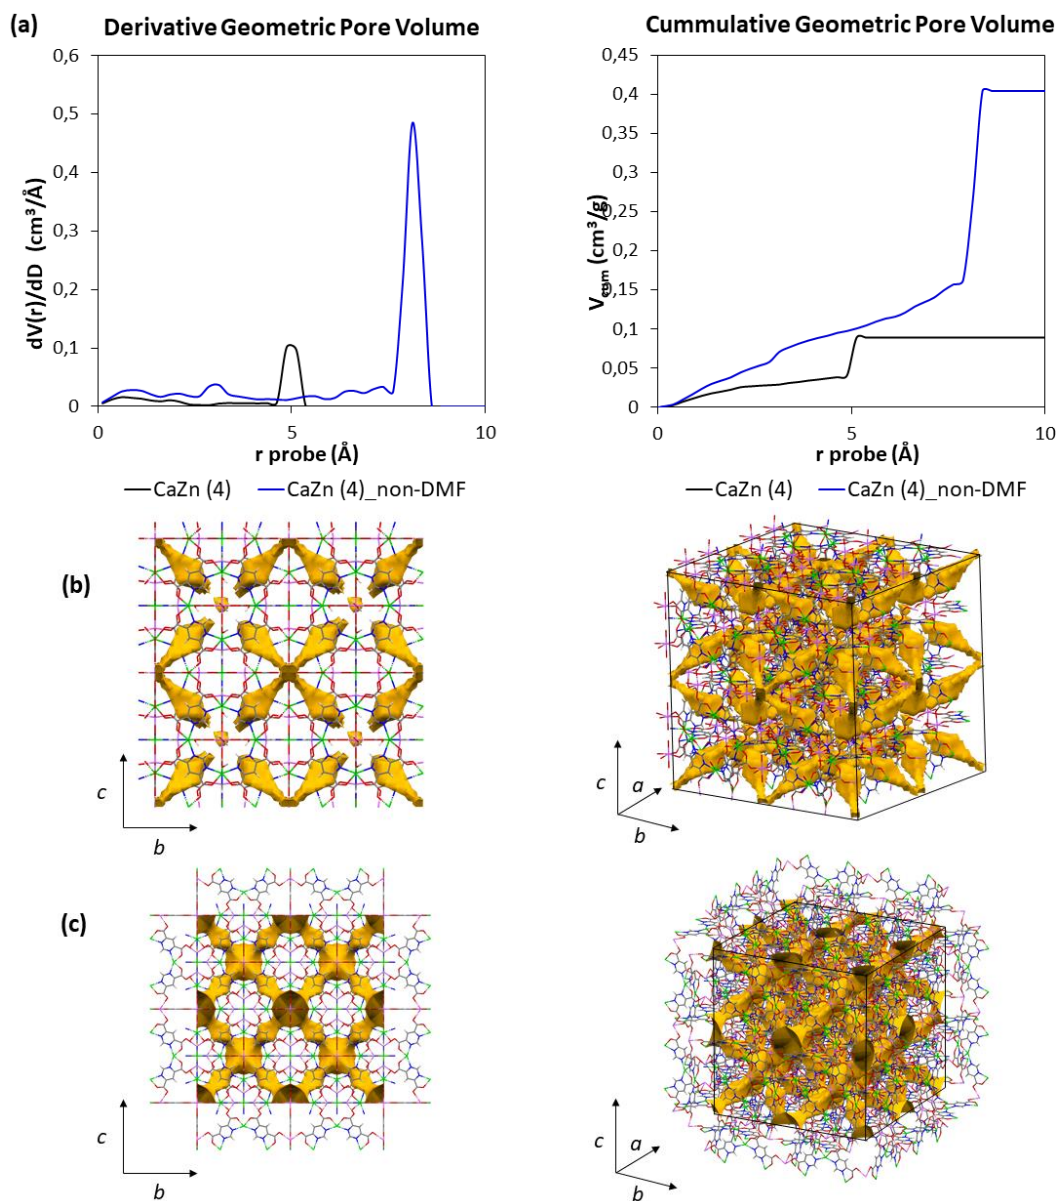 (a)
Derivative Geometric Pore Volume
0,6
0,5
0,4
0,3
0,2
0,1
0
dV(r)/dD (cm³/Å)
0
5
10
r probe (Å)
CaZn (4)
CaZn (4)_non-DMF
Cummulative Geometric Pore Volume
0,45
0,4
0,35
0,3
0,25
0,2
0,15
0,1
0,05
0
Vcum (cm³/g)
0
5
10
r probe (Å)
CaZn (4)
CaZn (4)_non-DMF
(b)
c
b
c
a
b
(c)
c
b
c
a
b